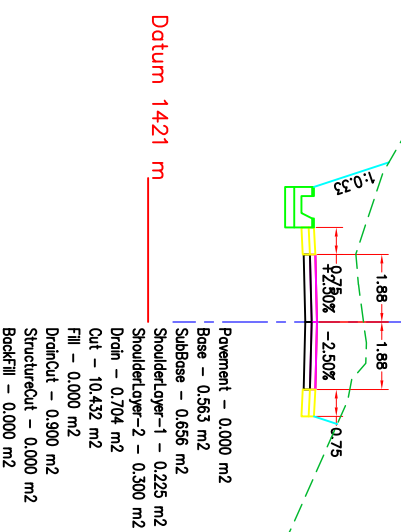 Datum 1421 m
1:0.33
0.75
+2.50%
1.88
-2.50%
1.88
0.75
Pavement - 0.000 m2
Base - 0.563 m2
SubBase - 0.656 m2
ShoulderLayer-1 - 0.225 m2
ShoulderLayer-2 - 0.300 m2
Drain - 0.704 m2
Cut - 10.432 m2
Fill - 0.000 m2
DrainCut - 0.900 m2
StructureCut - 0.000 m2
BackFill - 0.000 m2